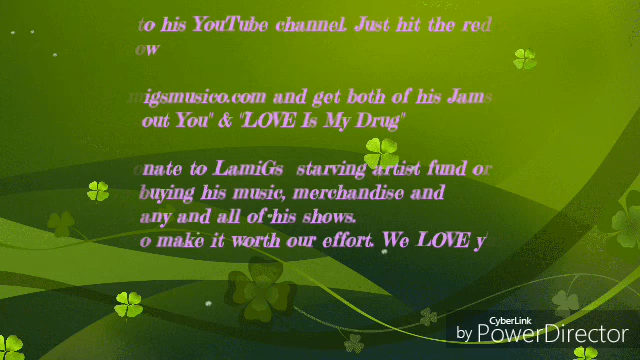 to his YouTube channel. Just hit the red
ow
migsmusico.com and get both of his Jams
out You" & "LOVE Is My Drug"
onate to LamiGs starving artist fund or
buying his music, merchandise and
any and all of his shows.
o make it worth our effort. We LOVE y
CyberLink
by PowerDirector